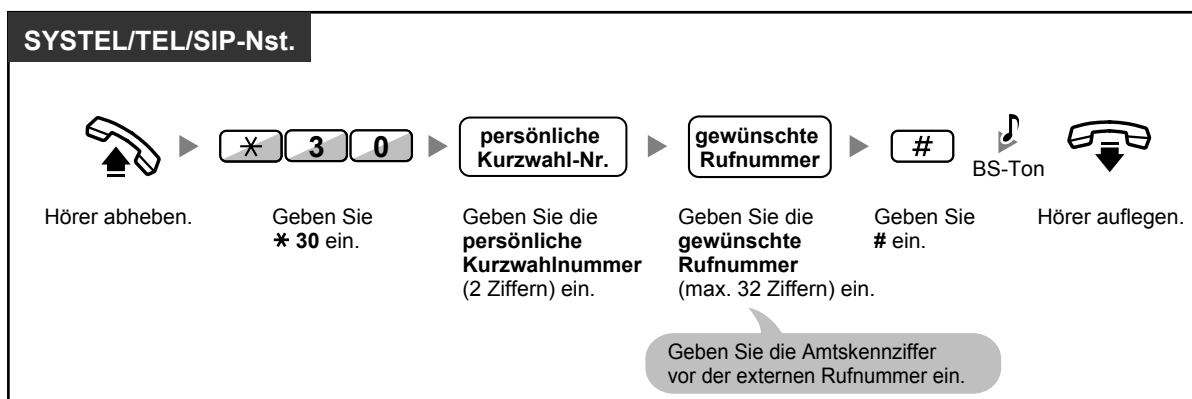 SYSTEL/TEL/SIP-Nst.
✱ 3 0
persönliche
Kurzwahl-Nr.
gewünschte
Rufnummer
#
BS-Ton
Hörer abheben.
Geben Sie
✱ 30 ein.
Geben Sie die
persönliche
Kurzwahlnummer
(2 Ziffern) ein.
Geben Sie die
gewünschte
Rufnummer
(max. 32 Ziffern) ein.
Geben Sie
# ein.
Hörer auflegen.
Geben Sie die Amtskennziffer
vor der externen Rufnummer ein.